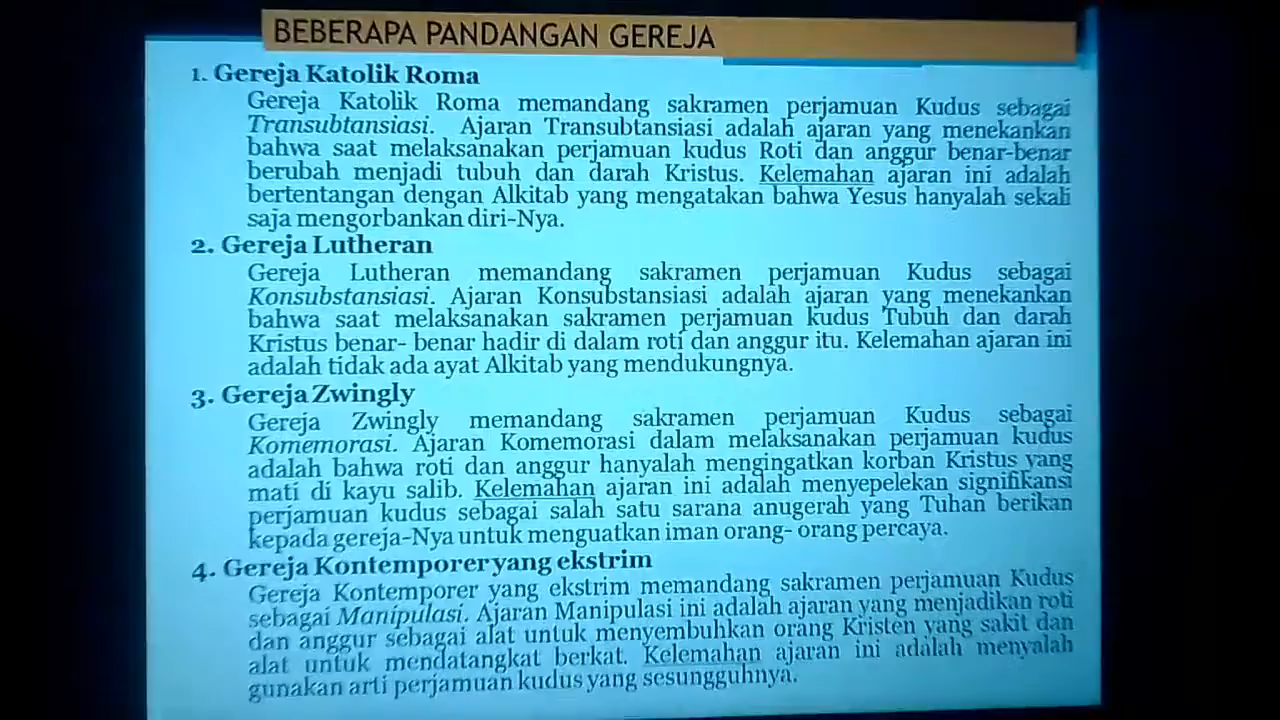 BEBERAPA PANDANGAN GEREJA
1. Gereja Katolik Roma
Gereja Katolik Roma memandang sakramen perjamuan Kudus sebagai
Transubtansiasi. Ajaran Transubtansiasi adalah ajaran yang menekankan
bahwa saat melaksanakan perjamuan kudus Roti dan anggur benar-benar
berubah menjadi tubuh dan darah Kristus. Kelemahan ajaran ini adalah
bertentangan dengan Alkitab yang mengatakan bahwa Yesus hanyalah sekali
saja mengorbankan diri-Nya.
2. Gereja Lutheran
Gereja Lutheran memandang sakramen perjamuan Kudus sebagai
Konsubstansiasi. Ajaran Konsubstansiasi adalah ajaran yang menekankan
bahwa saat melaksanakan sakramen perjamuan kudus Tubuh dan darah
Kristus benar- benar hadir di dalam roti dan anggur itu. Kelemahan ajaran ini
adalah tidak ada ayat Alkitab yang mendukungnya.
3. Gereja Zwingly
Gereja Zwingly memandang sakramen perjamuan Kudus sebagai
Komemorasi. Ajaran Komemorasi dalam melaksanakan perjamuan kudus
adalah bahwa roti dan anggur hanyalah mengingatkan korban Kristus yang
mati di kayu salib. Kelemahan ajaran ini adalah menyepelekan signifikansi
perjamuan kudus sebagai salah satu sarana anugerah yang Tuhan berikan
kepada gereja-Nya untuk menguatkan iman orang- orang percaya.
4. Gereja Kontemporer yang ekstrim
Gereja Kontemporer yang ekstrim memandang sakramen perjamuan Kudus
sebagai Manipulasi. Ajaran Manipulasi ini adalah ajaran yang menjadikan roti
dan anggur sebagai alat untuk menyembuhkan orang Kristen yang sakit dan
alat untuk mendatangkat berkat. Kelemahan ajaran ini adalah menyalah
gunakan arti perjamuan kudus yang sesungguhnya.